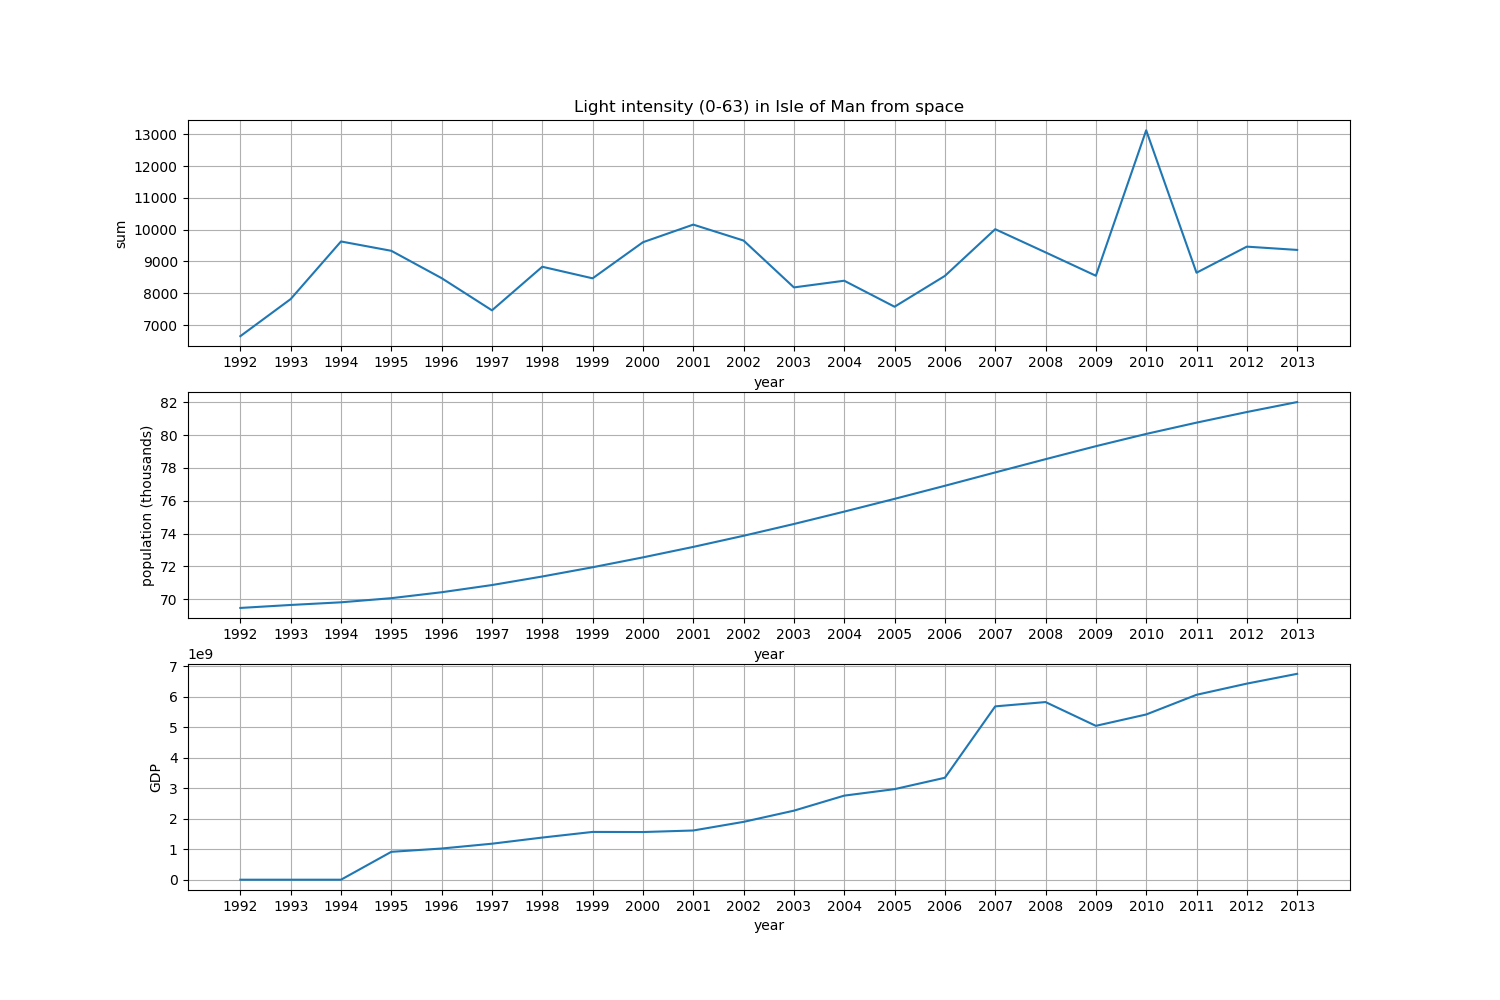 Light intensity (0-63) in Isle of Man from space
13000
12000
11000
10000
9000
8000
7000
sum
1992 1993 1994 1995 1996 1997 1998 1999 2000 2001 2002 2003 2004 2005 2006 2007 2008 2009 2010 2011 2012 2013
year
82
80
78
76
74
72
70
population (thousands)
1992 1993 1994 1995 1996 1997 1998 1999 2000 2001 2002 2003 2004 2005 2006 2007 2008 2009 2010 2011 2012 2013
year
1e9
7
6
5
4
3
2
1
0
GDP
1992 1993 1994 1995 1996 1997 1998 1999 2000 2001 2002 2003 2004 2005 2006 2007 2008 2009 2010 2011 2012 2013
year